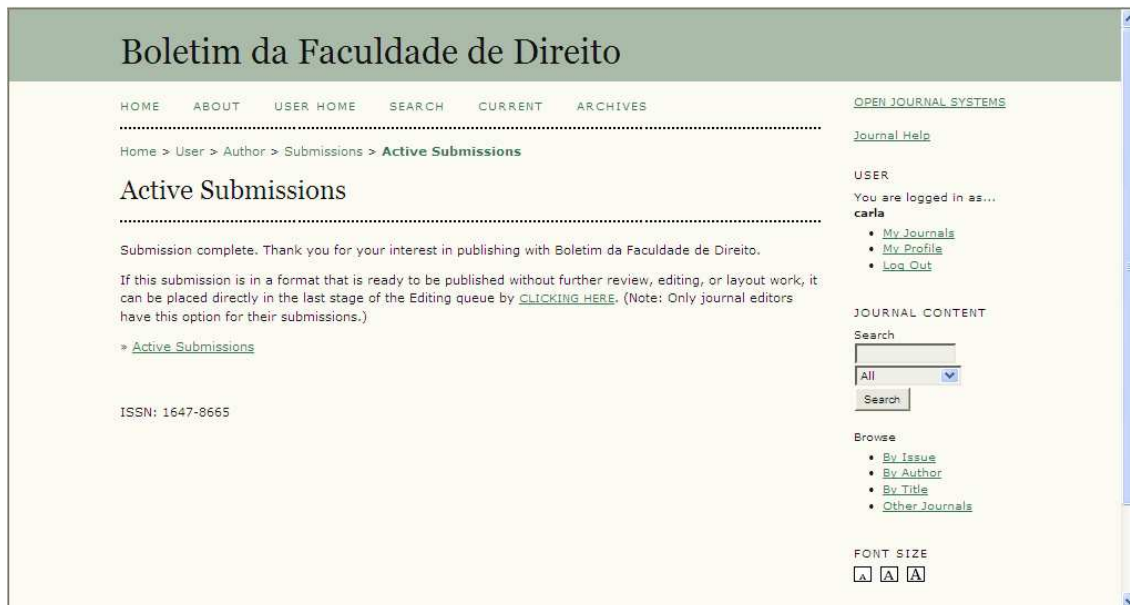 Boletim da Faculdade de Direito
HOME ABOUT USER HOME SEARCH CURRENT ARCHIVES
Home > User > Author > Submissions > Active Submissions
Active Submissions
Submission complete. Thank you for your interest in publishing with Boletim da Faculdade de Direito.
If this submission is in a format that is ready to be published without further review, editing, or layout work, it
can be placed directly in the last stage of the Editing queue by CLICKING HERE. (Note: Only journal editors
have this option for their submissions.)
» Active Submissions
ISSN: 1647-8665
OPEN JOURNAL SYSTEMS
Journal Help
USER
You are logged in as...
carla
• My Journals
• My Profile
• Log Out
JOURNAL CONTENT
Search
All
Search
Browse
• By Issue
• By Author
• By Title
• Other Journals
FONT SIZE
A A A